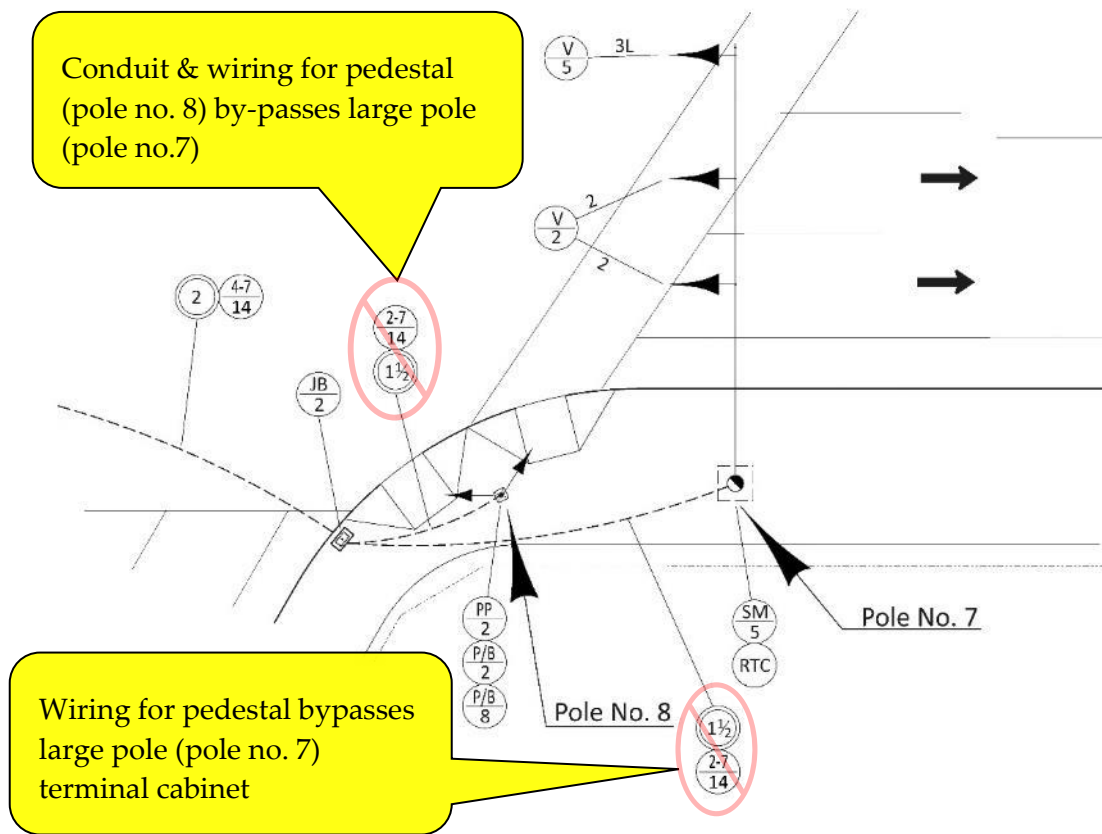 Conduit & wiring for pedestal
(pole no. 8) by-passes large pole
(pole no.7)
V
5
3L
2
V
2
2
2
4-7
14
2-7
14
1½
JB
2
PP
2
P/B
2
P/B
8
Pole No. 8
SM
5
RTC
Pole No. 7
1½
2-7
14
Wiring for pedestal bypasses
large pole (pole no. 7)
terminal cabinet